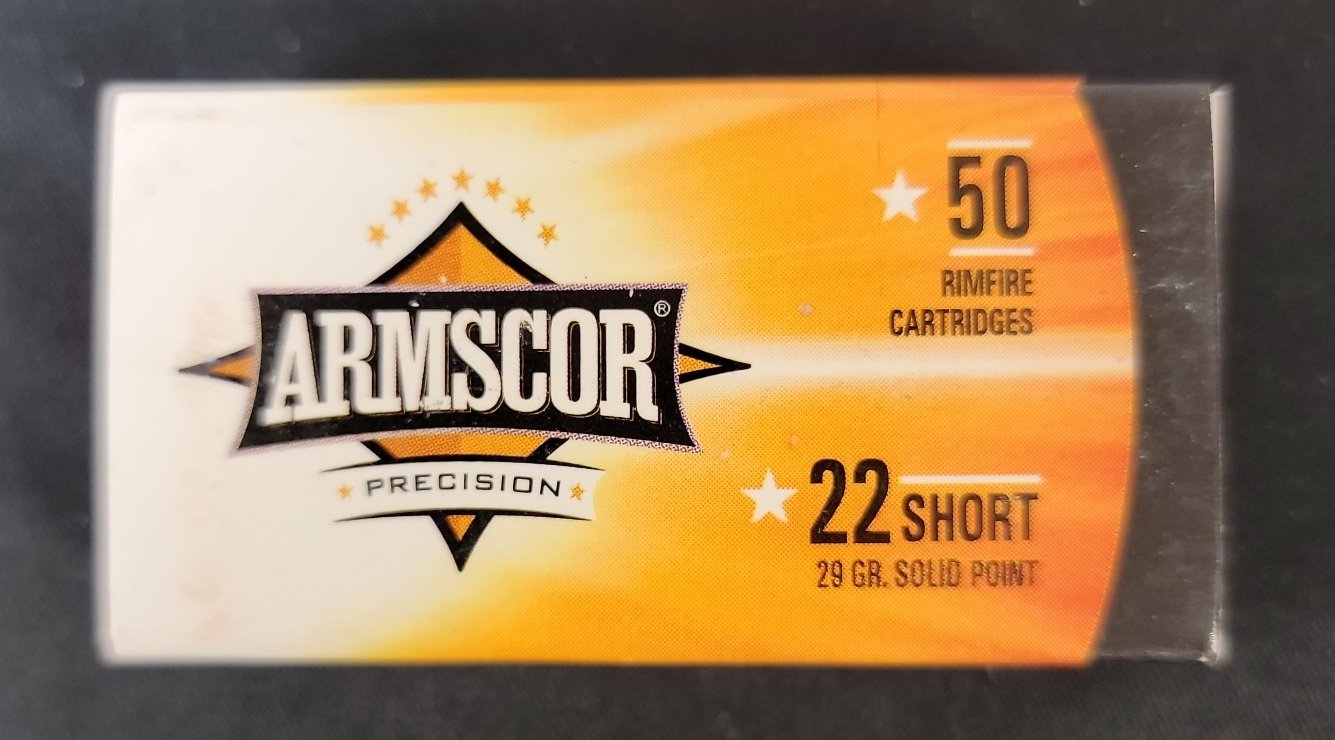 ARMSCOR®
PRECISION
50
RIMFIRE
CARTRIDGES
22 SHORT
29 GR. SOLID POINT